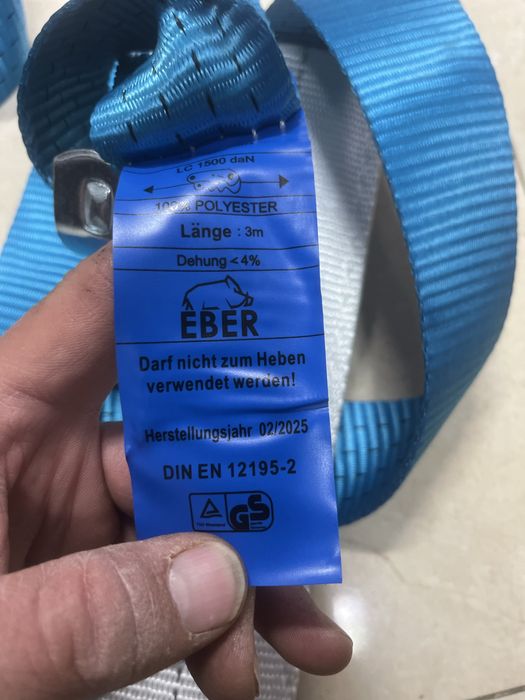 LC 1500 daN
100% POLYESTER
Länge : 3m
Dehung < 4%
EBER
Darf nicht zum Heben
verwendet werden!
Herstellungsjahr 02/2025
DIN EN 12195-2
GS